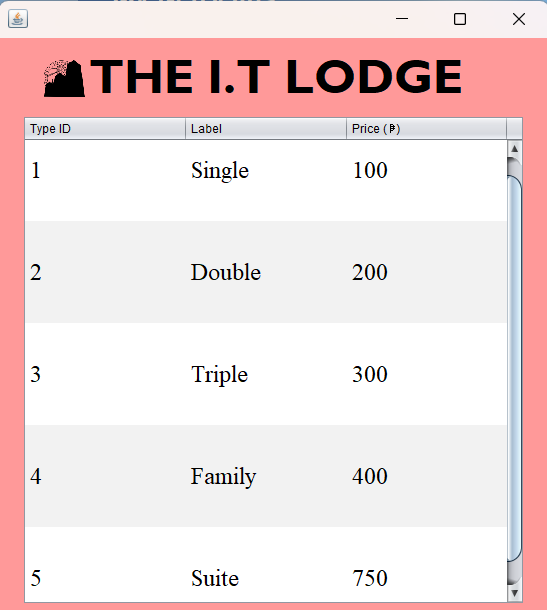 THE I.T LODGE
Type ID Label Price (₱)
1 Single 100
2 Double 200
3 Triple 300
4 Family 400
5 Suite 750